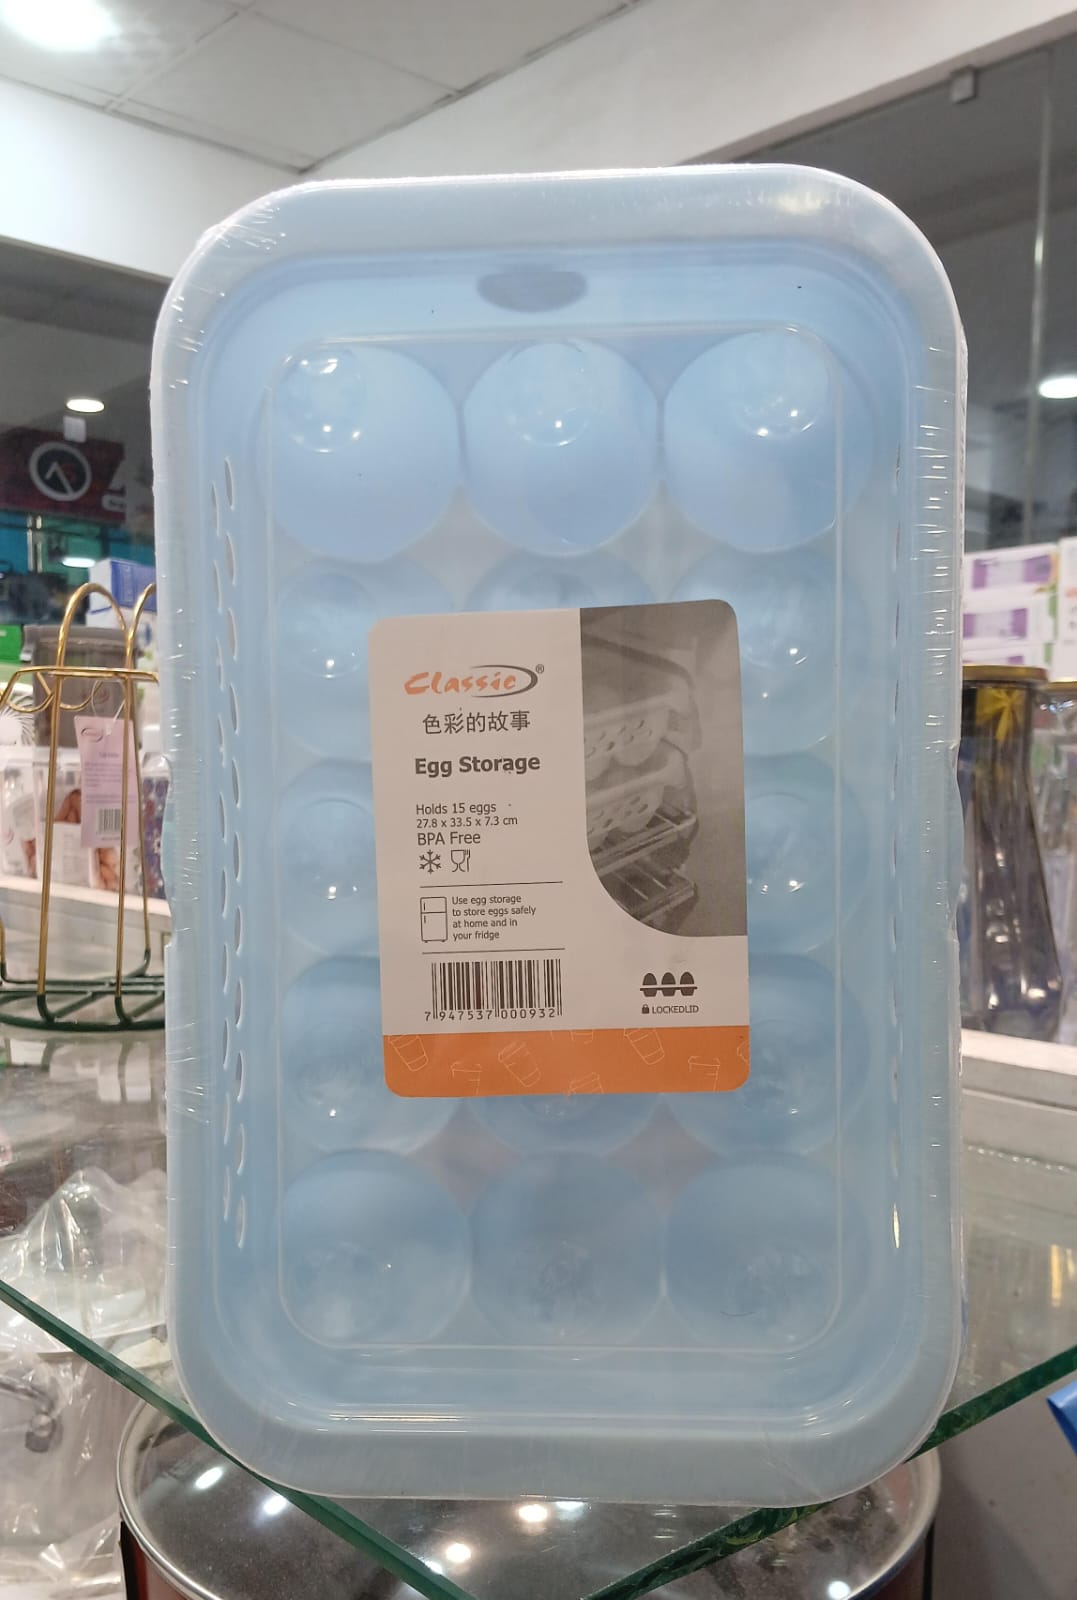 Classic®
色彩的故事
Egg Storage
Holds 15 eggs
27.8 x 33.5 x 7.3 cm
BPA Free
Use egg storage
to store eggs safely
at home and in
your fridge
7 947537 000932
LOCKEDLID